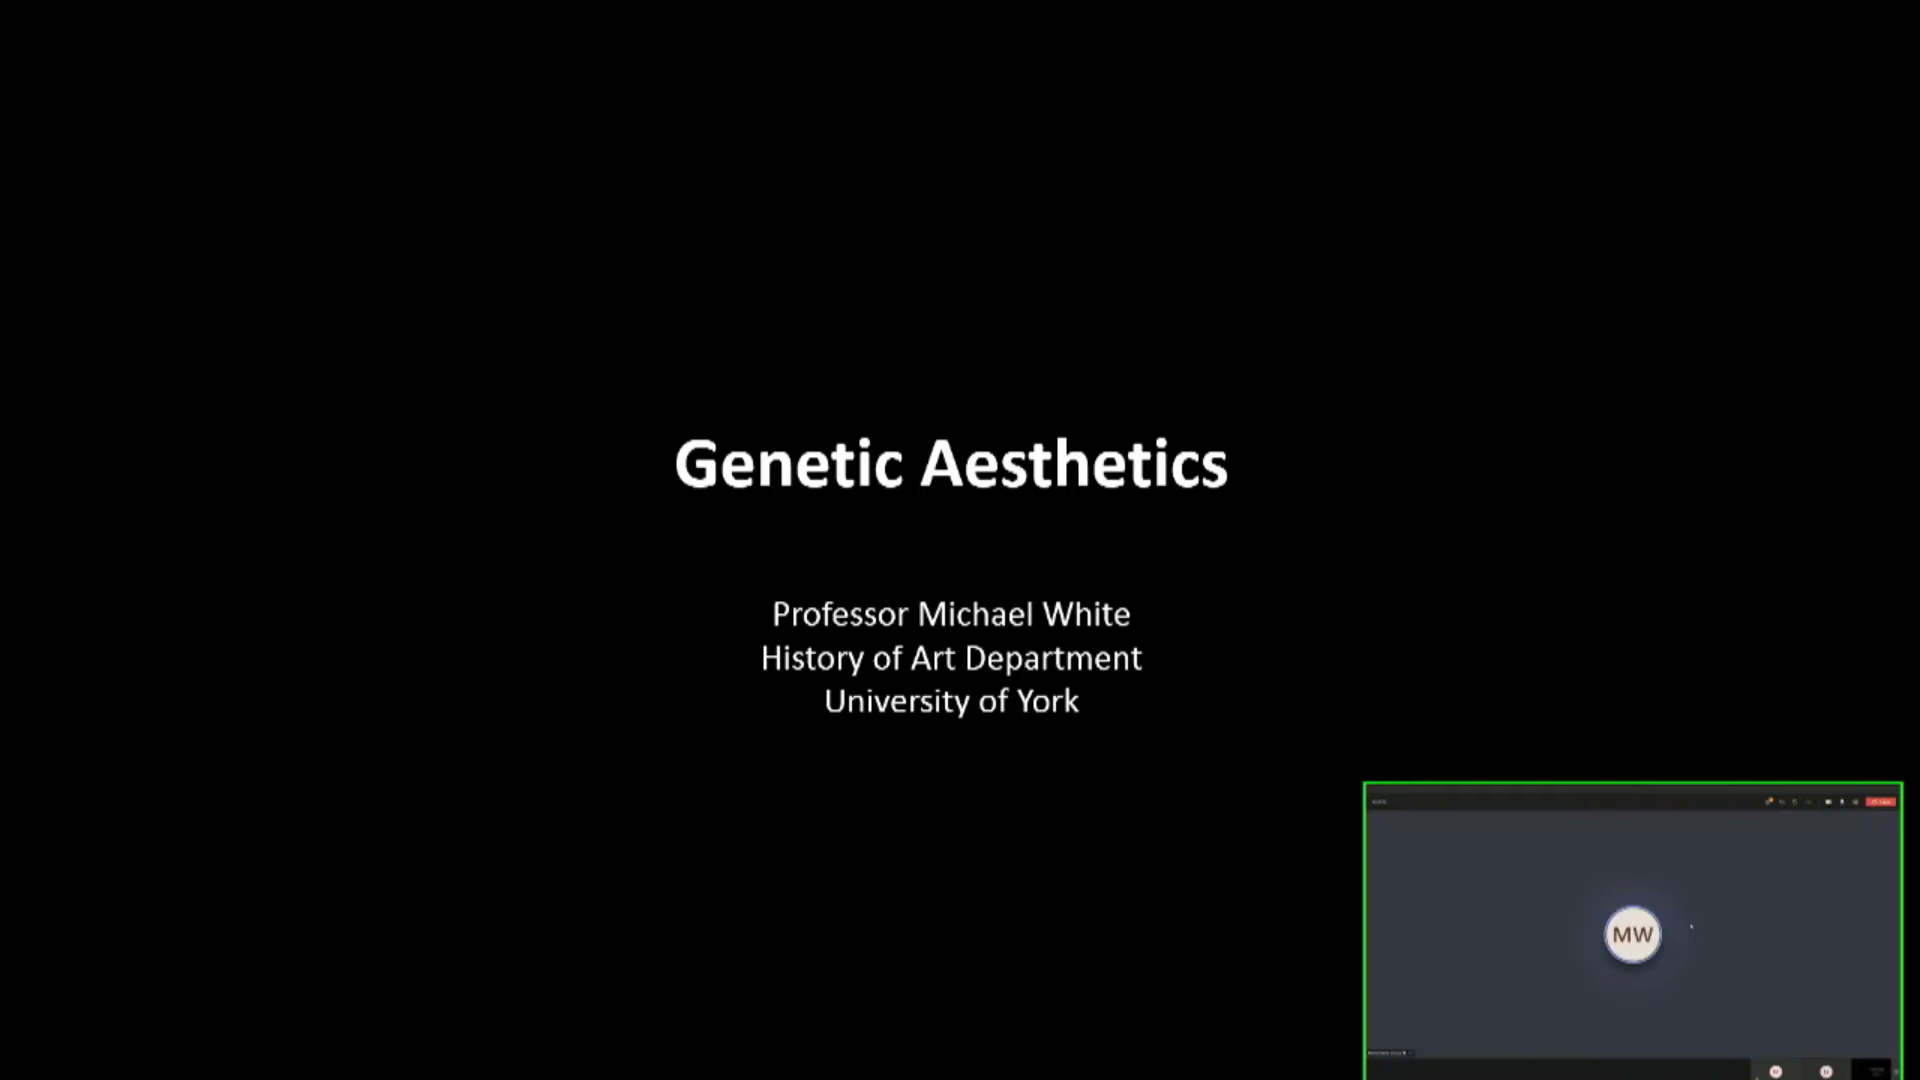 Genetic Aesthetics
Professor Michael White
History of Art Department
University of York
MW